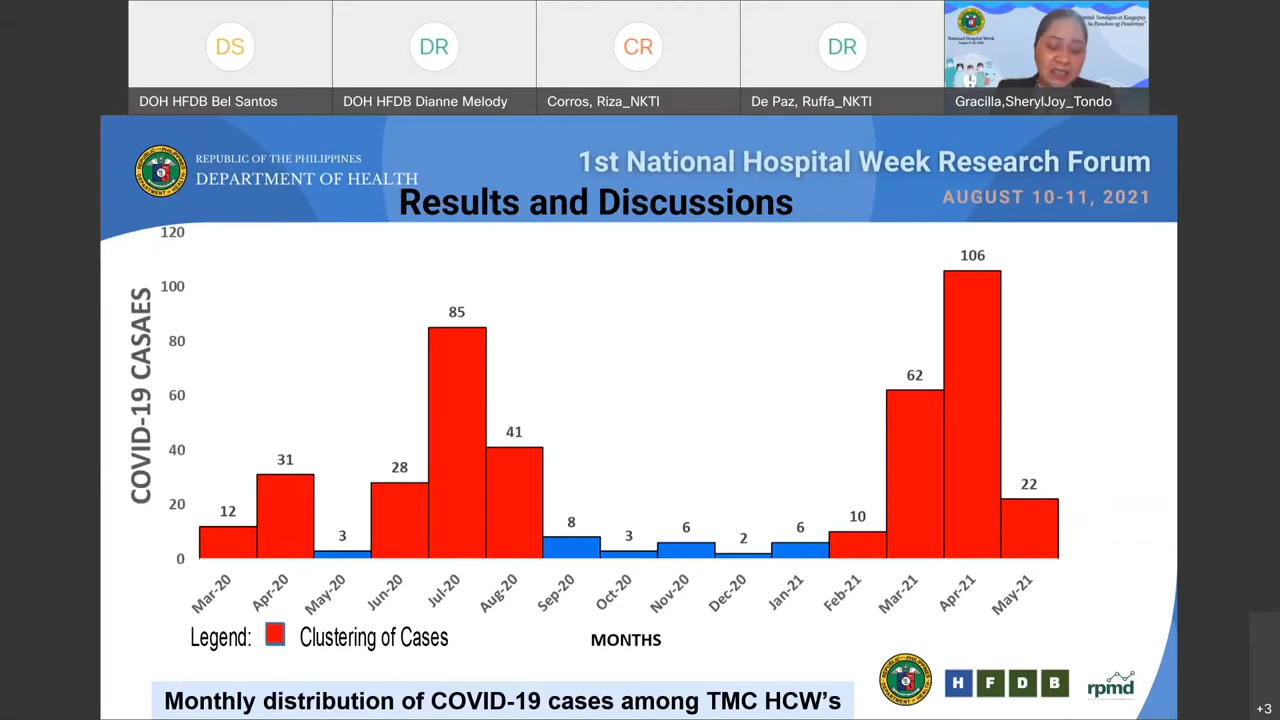 DS
DR
CR
DR
DOH HFDB Bel Santos
DOH HFDB Dianne Melody
Corros, Riza_NKTI
De Paz, Ruffa_NKTI
Gracilla,SherylJoy_Tondo
National Hospital Week
REPUBLIC OF THE PHILIPPINES
DEPARTMENT OF HEALTH
1st National Hospital Week Research Forum
AUGUST 10-11, 2021
Results and Discussions
COVID-19 CASAES
120
100
80
60
40
20
0
12
31
3
28
85
41
8
3
6
2
6
10
62
106
22
Mar-20
Apr-20
May-20
Jun-20
Jul-20
Aug-20
Sep-20
Oct-20
Nov-20
Dec-20
Jan-21
Feb-21
Mar-21
Apr-21
May-21
Legend: Clustering of Cases
MONTHS
Monthly distribution of COVID-19 cases among TMC HCW's
H F D B
rpmd
+3